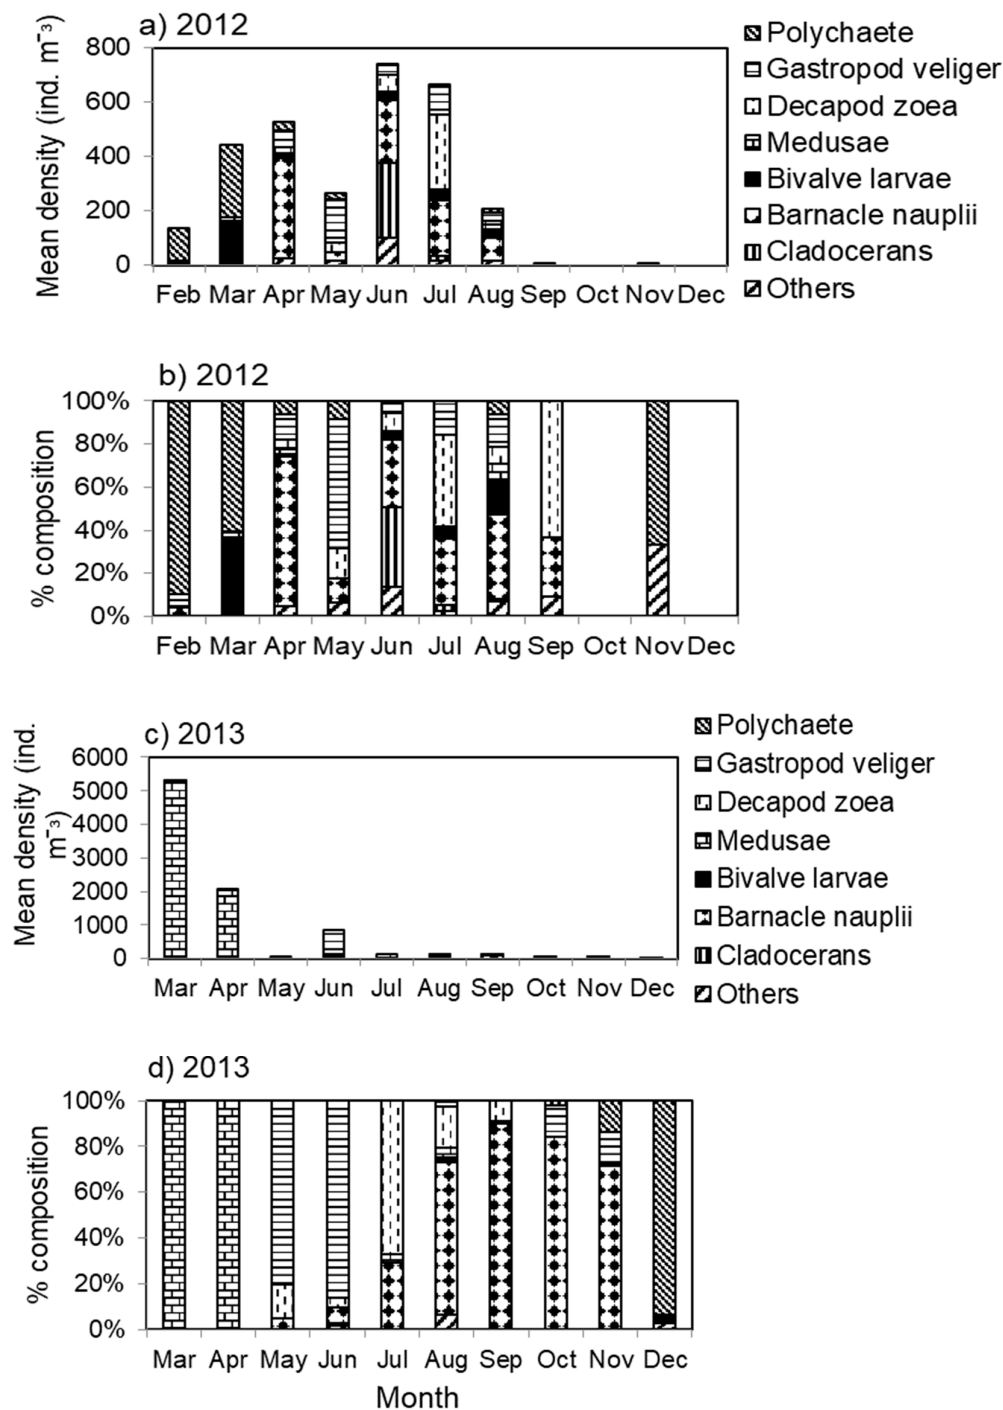 a) 2012
Mean density (ind. m⁻³)
800
600
400
200
0
Feb Mar Apr May Jun Jul Aug Sep Oct Nov Dec
Polychaete
Gastropod veliger
Decapod zoea
Medusae
Bivalve larvae
Barnacle nauplii
Cladocerans
Others
b) 2012
% composition
100%
80%
60%
40%
20%
0%
Feb Mar Apr May Jun Jul Aug Sep Oct Nov Dec
c) 2013
Mean density (ind.
m⁻³)
6000
5000
4000
3000
2000
1000
0
Mar Apr May Jun Jul Aug Sep Oct Nov Dec
Polychaete
Gastropod veliger
Decapod zoea
Medusae
Bivalve larvae
Barnacle nauplii
Cladocerans
Others
d) 2013
% composition
100%
80%
60%
40%
20%
0%
Mar Apr May Jun Jul Aug Sep Oct Nov Dec
Month